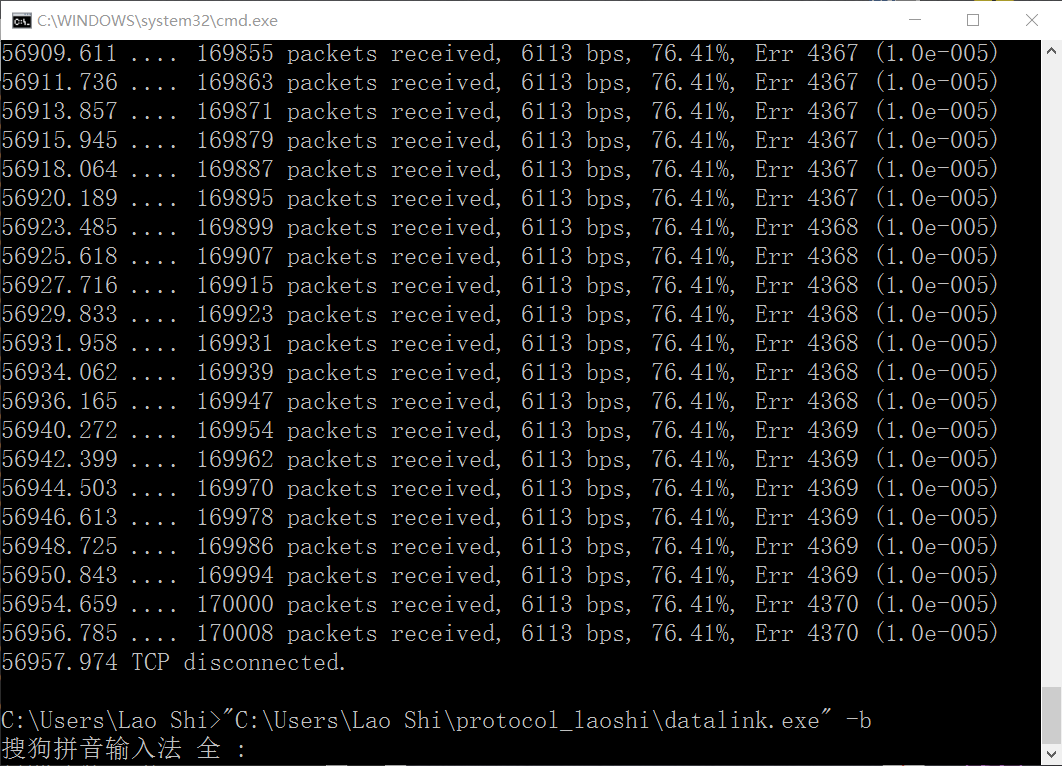 C:\WINDOWS\system32\cmd.exe
56909.611 .... 169855 packets received, 6113 bps, 76.41%, Err 4367 (1.0e-005)
56911.736 .... 169863 packets received, 6113 bps, 76.41%, Err 4367 (1.0e-005)
56913.857 .... 169871 packets received, 6113 bps, 76.41%, Err 4367 (1.0e-005)
56915.945 .... 169879 packets received, 6113 bps, 76.41%, Err 4367 (1.0e-005)
56918.064 .... 169887 packets received, 6113 bps, 76.41%, Err 4367 (1.0e-005)
56920.189 .... 169895 packets received, 6113 bps, 76.41%, Err 4367 (1.0e-005)
56923.485 .... 169899 packets received, 6113 bps, 76.41%, Err 4368 (1.0e-005)
56925.618 .... 169907 packets received, 6113 bps, 76.41%, Err 4368 (1.0e-005)
56927.716 .... 169915 packets received, 6113 bps, 76.41%, Err 4368 (1.0e-005)
56929.833 .... 169923 packets received, 6113 bps, 76.41%, Err 4368 (1.0e-005)
56931.958 .... 169931 packets received, 6113 bps, 76.41%, Err 4368 (1.0e-005)
56934.062 .... 169939 packets received, 6113 bps, 76.41%, Err 4368 (1.0e-005)
56936.165 .... 169947 packets received, 6113 bps, 76.41%, Err 4368 (1.0e-005)
56940.272 .... 169954 packets received, 6113 bps, 76.41%, Err 4369 (1.0e-005)
56942.399 .... 169962 packets received, 6113 bps, 76.41%, Err 4369 (1.0e-005)
56944.503 .... 169970 packets received, 6113 bps, 76.41%, Err 4369 (1.0e-005)
56946.613 .... 169978 packets received, 6113 bps, 76.41%, Err 4369 (1.0e-005)
56948.725 .... 169986 packets received, 6113 bps, 76.41%, Err 4369 (1.0e-005)
56950.843 .... 169994 packets received, 6113 bps, 76.41%, Err 4369 (1.0e-005)
56954.659 .... 170000 packets received, 6113 bps, 76.41%, Err 4370 (1.0e-005)
56956.785 .... 170008 packets received, 6113 bps, 76.41%, Err 4370 (1.0e-005)
56957.974 TCP disconnected.
C:\Users\Lao Shi>"C:\Users\Lao Shi\protocol_laoshi\datalink.exe" -b
搜狗拼音输入法 全 :